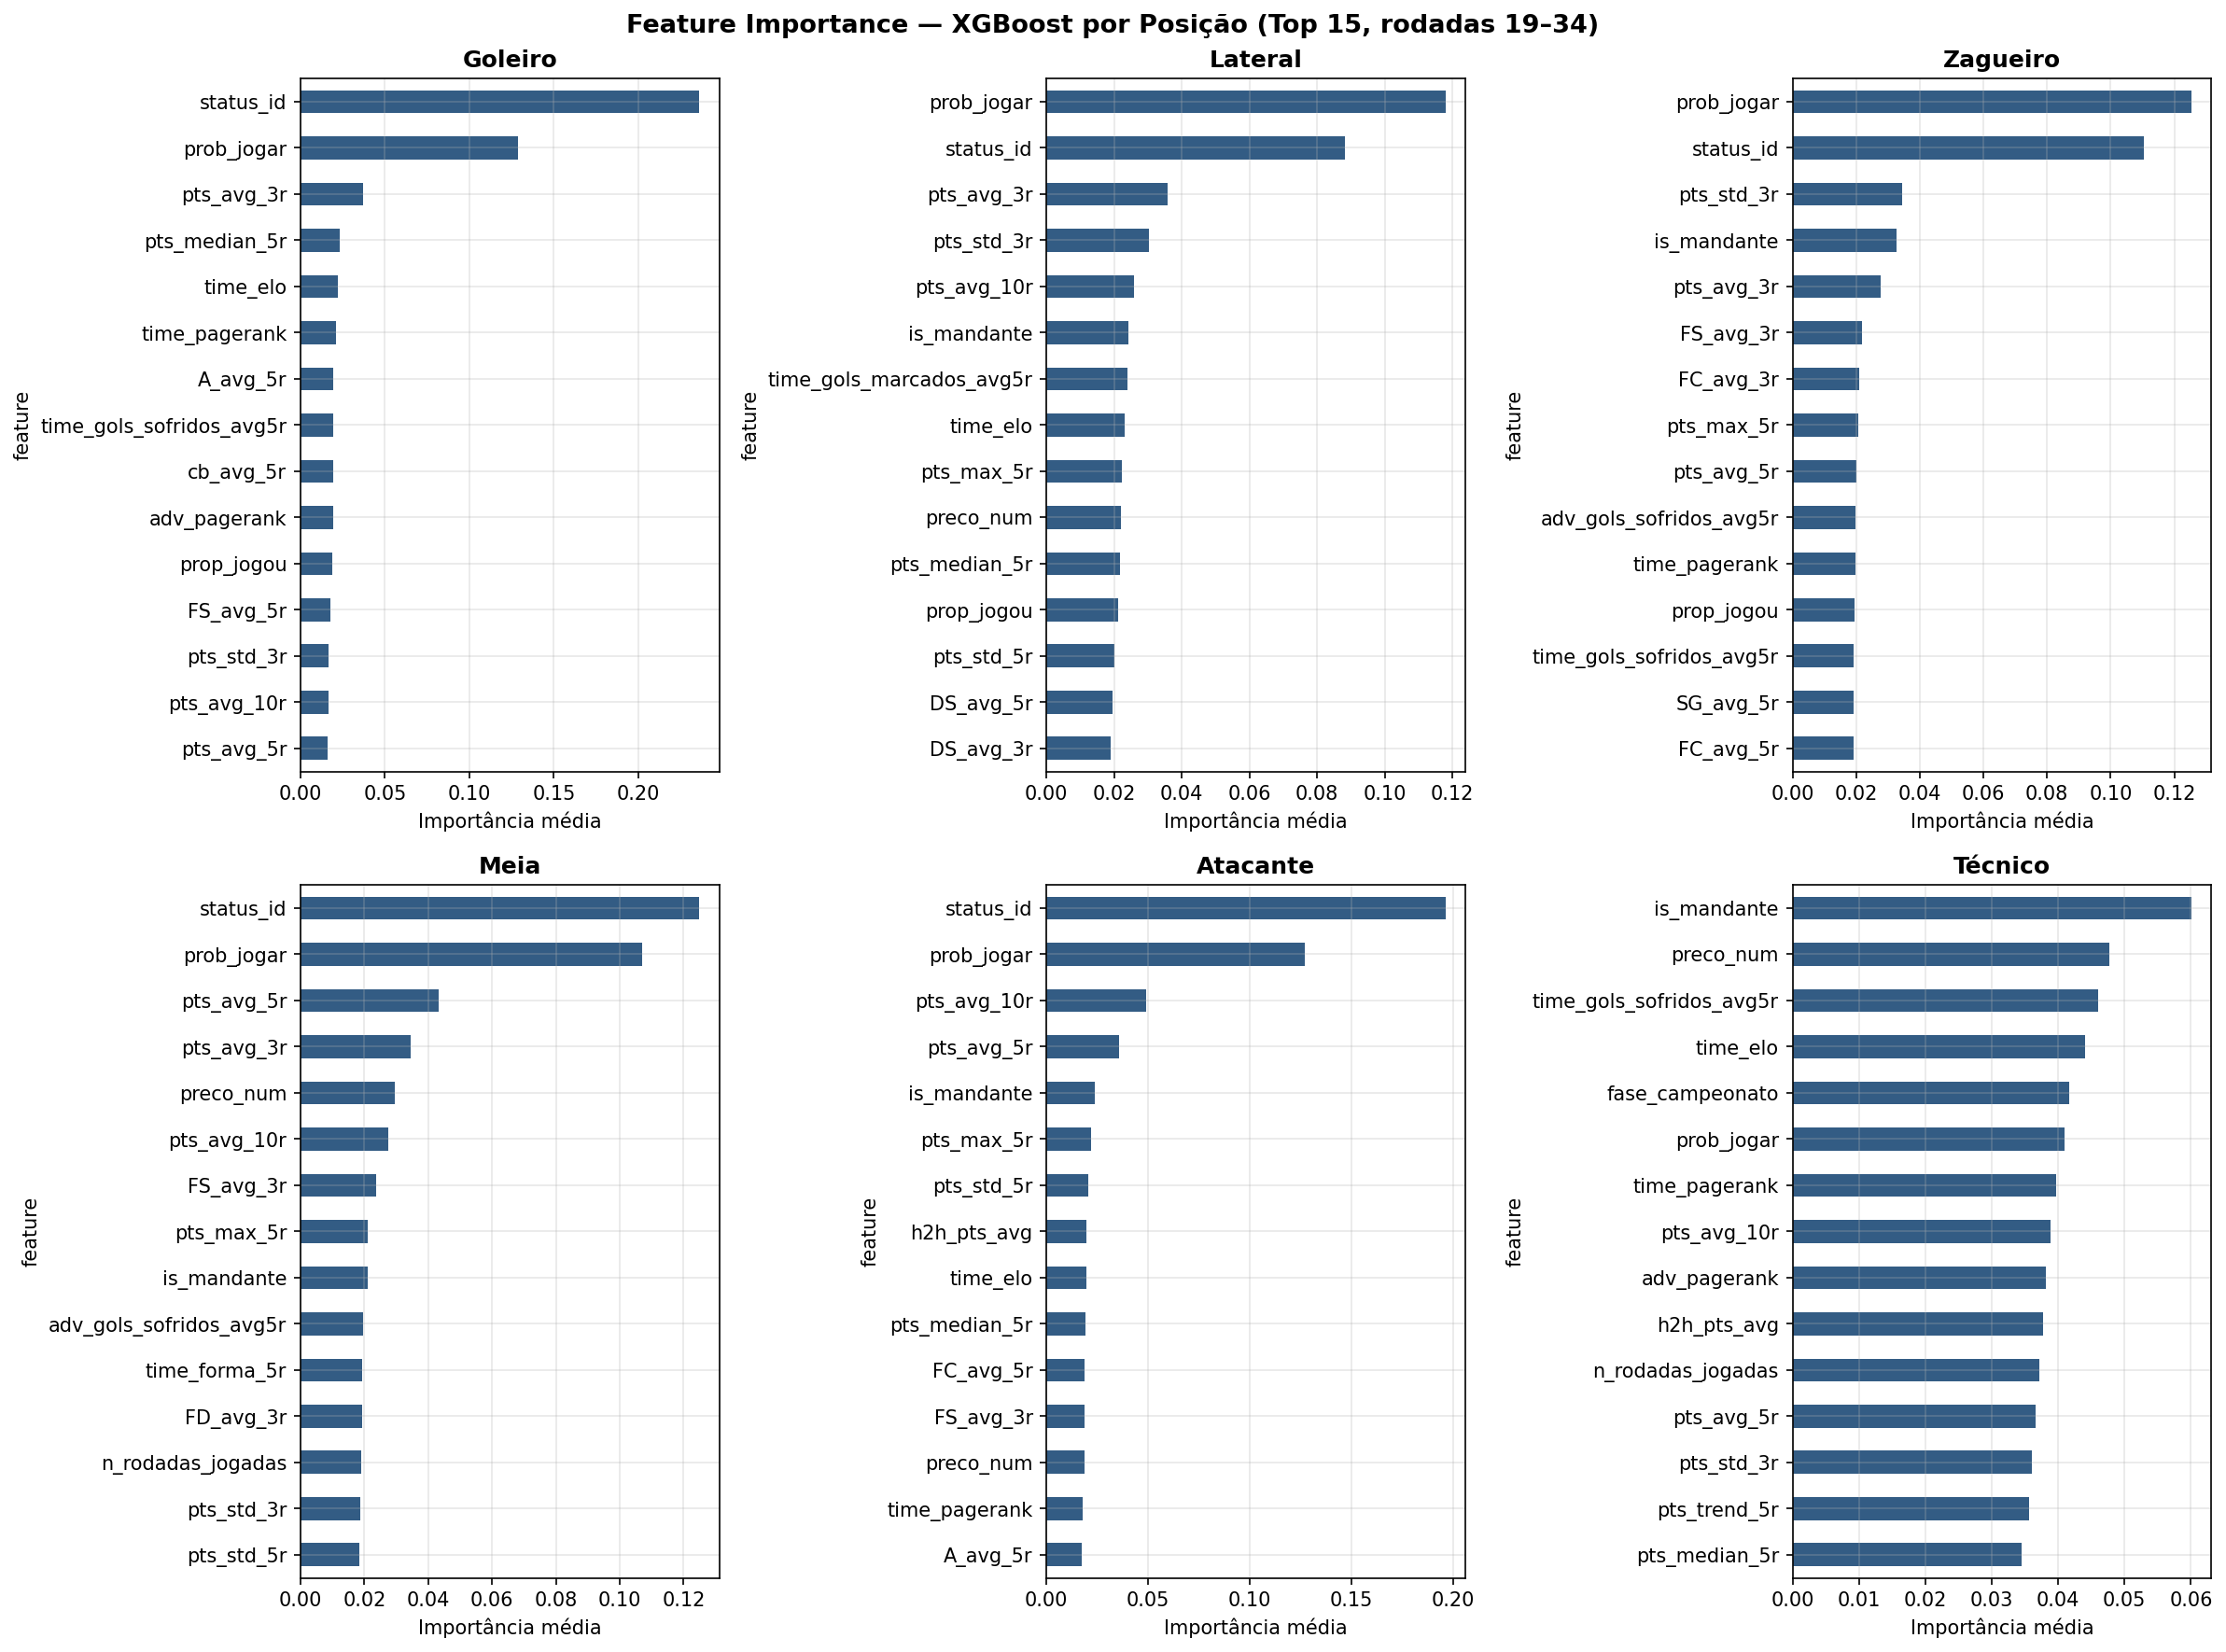 Feature Importance — XGBoost por Posição (Top 15, rodadas 19–34)
Goleiro
feature
status_id
prob_jogar
pts_avg_3r
pts_median_5r
time_elo
time_pagerank
A_avg_5r
time_gols_sofridos_avg5r
cb_avg_5r
adv_pagerank
prop_jogou
FS_avg_5r
pts_std_3r
pts_avg_10r
pts_avg_5r
0.00 0.05 0.10 0.15 0.20
Importância média
Lateral
feature
prob_jogar
status_id
pts_avg_3r
pts_std_3r
pts_avg_10r
is_mandante
time_gols_marcados_avg5r
time_elo
pts_max_5r
preco_num
pts_median_5r
prop_jogou
pts_std_5r
DS_avg_5r
DS_avg_3r
0.00 0.02 0.04 0.06 0.08 0.10 0.12
Importância média
Zagueiro
feature
prob_jogar
status_id
pts_std_3r
is_mandante
pts_avg_3r
FS_avg_3r
FC_avg_3r
pts_max_5r
pts_avg_5r
adv_gols_sofridos_avg5r
time_pagerank
prop_jogou
time_gols_sofridos_avg5r
SG_avg_5r
FC_avg_5r
0.00 0.02 0.04 0.06 0.08 0.10 0.12
Importância média
Meia
feature
status_id
prob_jogar
pts_avg_5r
pts_avg_3r
preco_num
pts_avg_10r
FS_avg_3r
pts_max_5r
is_mandante
adv_gols_sofridos_avg5r
time_forma_5r
FD_avg_3r
n_rodadas_jogadas
pts_std_3r
pts_std_5r
0.00 0.02 0.04 0.06 0.08 0.10 0.12
Importância média
Atacante
feature
status_id
prob_jogar
pts_avg_10r
pts_avg_5r
is_mandante
pts_max_5r
pts_std_5r
h2h_pts_avg
time_elo
pts_median_5r
FC_avg_5r
FS_avg_3r
preco_num
time_pagerank
A_avg_5r
0.00 0.05 0.10 0.15 0.20
Importância média
Técnico
feature
is_mandante
preco_num
time_gols_sofridos_avg5r
time_elo
fase_campeonato
prob_jogar
time_pagerank
pts_avg_10r
adv_pagerank
h2h_pts_avg
n_rodadas_jogadas
pts_avg_5r
pts_std_3r
pts_trend_5r
pts_median_5r
0.00 0.01 0.02 0.03 0.04 0.05 0.06
Importância média